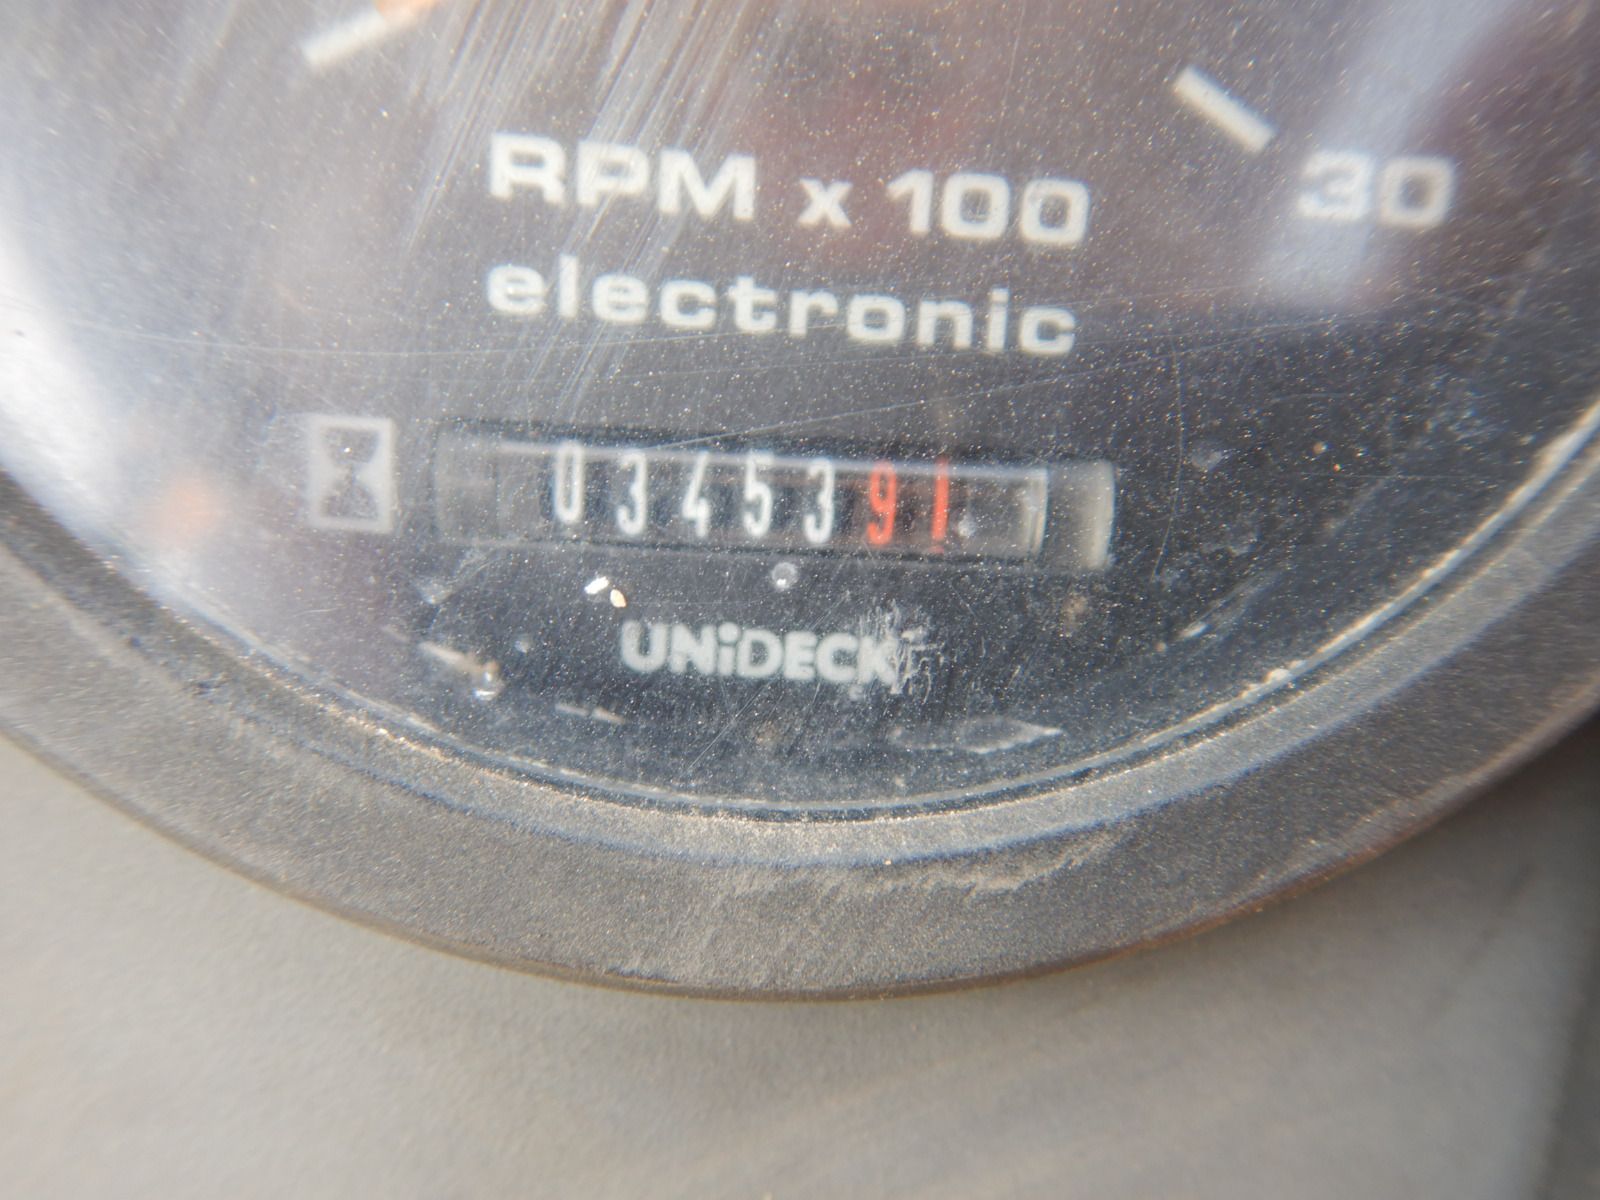 RPM x 100
30
electronic
0345391
UNiDECK